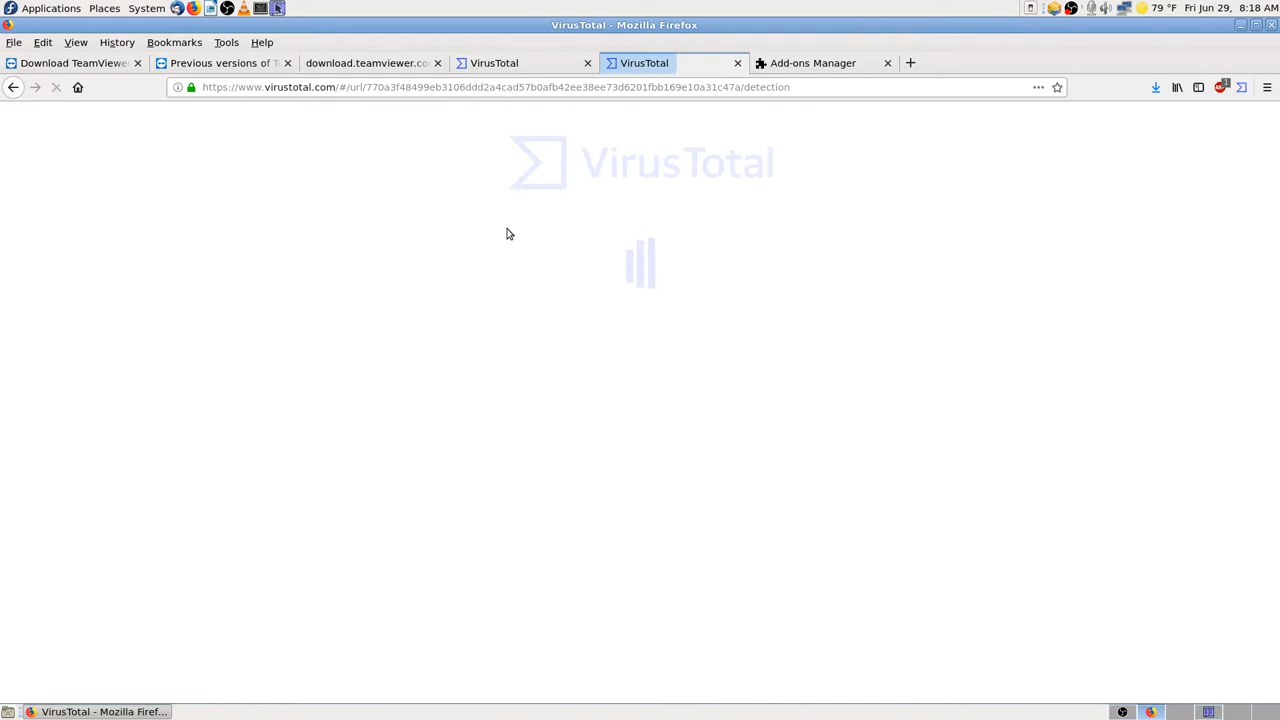 Applications Places System 79 °F Fri Jun 29, 8:18 AM
VirusTotal - Mozilla Firefox
File Edit View History Bookmarks Tools Help
Download TeamViewer Previous versions of T download.teamviewer.co VirusTotal VirusTotal Add-ons Manager
https://www.virustotal.com/#/url/770a3f48499eb3106ddd2a4cad57b0afb42ee38ee73d6201fbb169e10a31c47a/detection
VirusTotal
VirusTotal - Mozilla Firef...